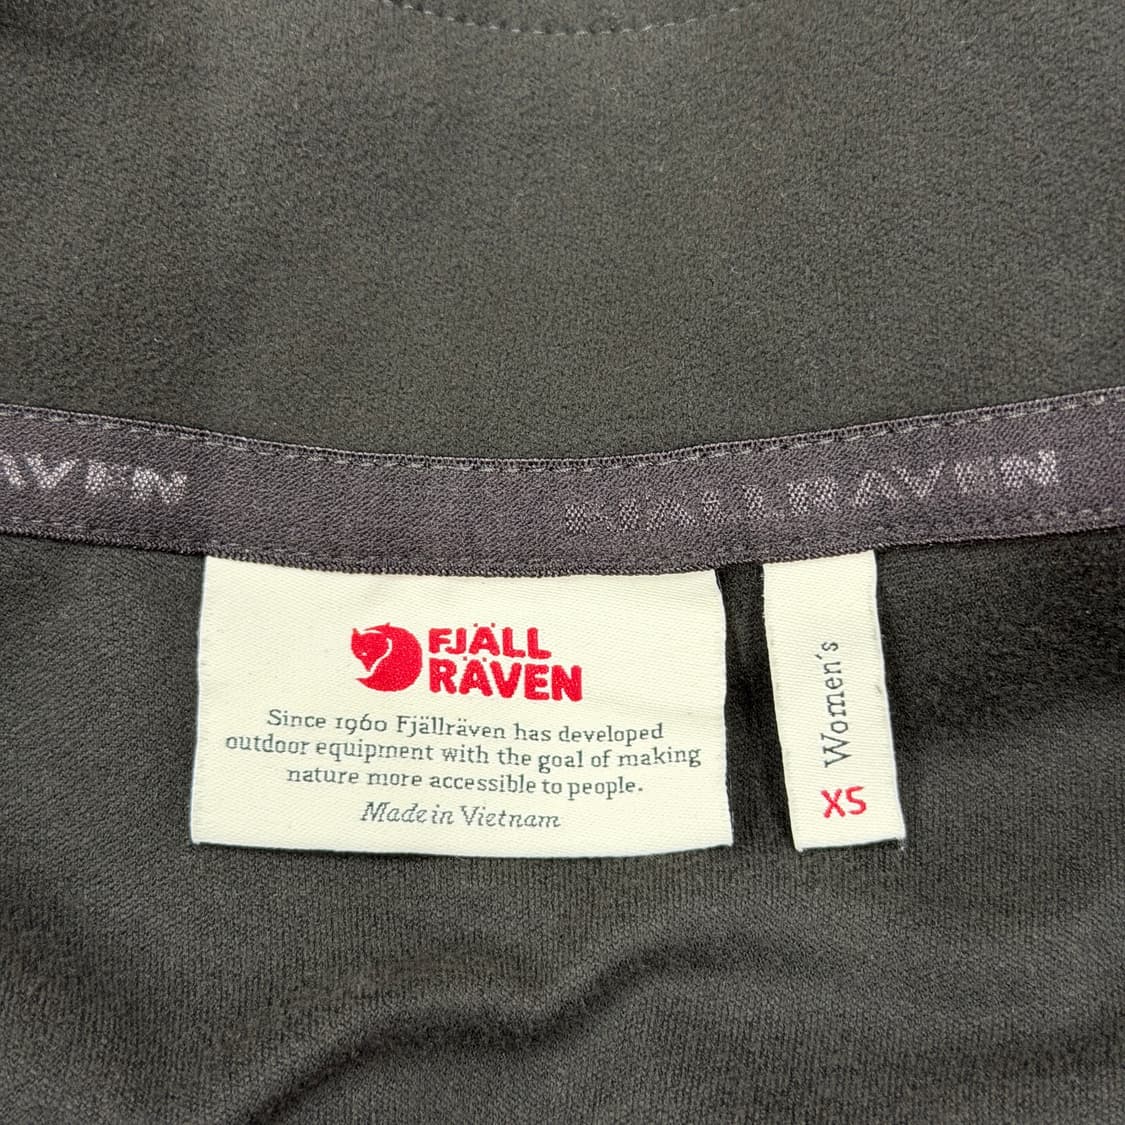 AVEN
FJÄLLRÄVEN
FJÄLL
RÄVEN
Since 1960 Fjällräven has developed
outdoor equipment with the goal of making
nature more accessible to people.
Made in Vietnam
Women's
XS